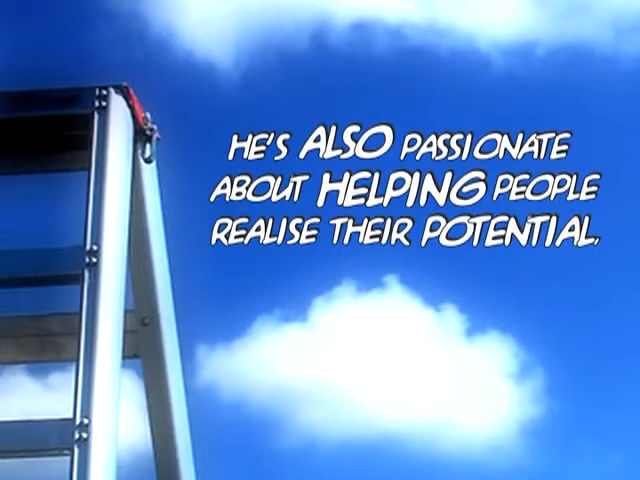 HE'S ALSO PASSIONATE
ABOUT HELPING PEOPLE
REALISE THEIR POTENTIAL.